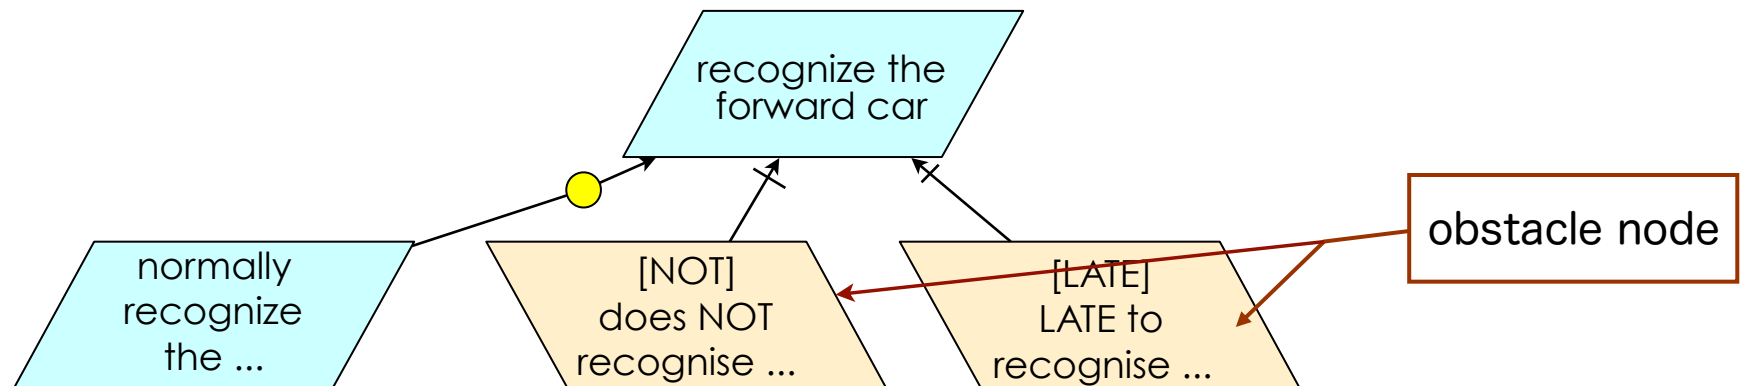 recognize the
forward car
normally
recognize
the ...
[NOT]
does NOT
recognise ...
[LATE]
LATE to
recognise ...
obstacle node